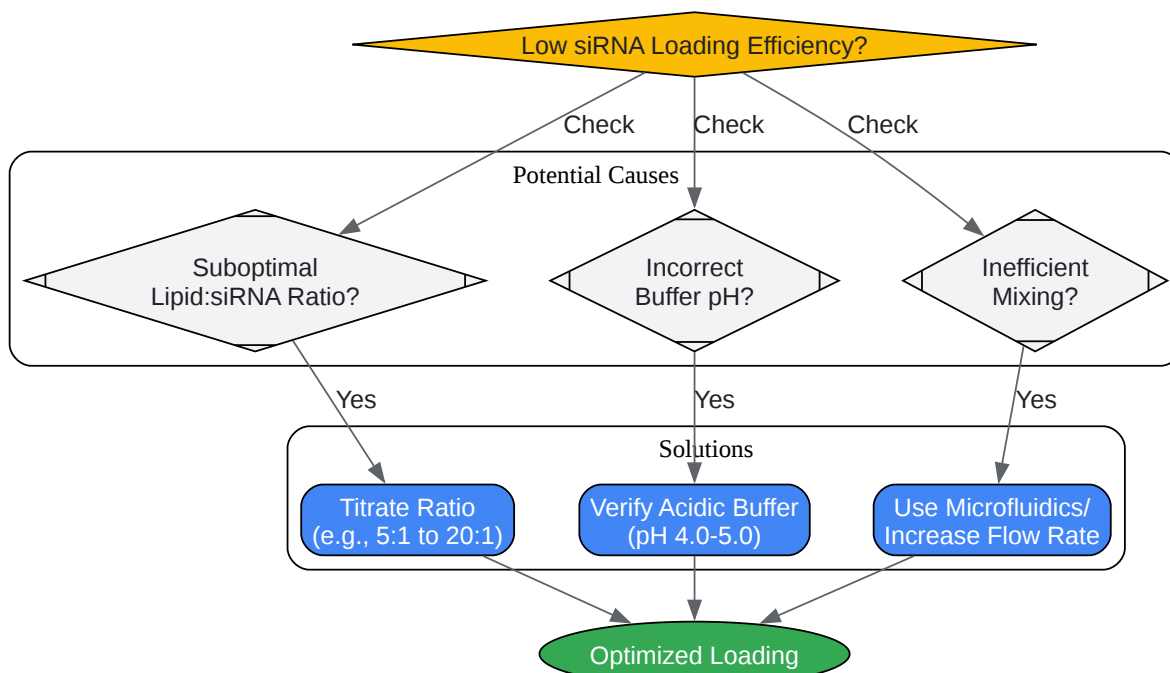 Low siRNA Loading Efficiency?
Check
Check
Check
Potential Causes
Suboptimal
Lipid:siRNA Ratio?
Incorrect
Buffer pH?
Inefficient
Mixing?
Yes
Yes
Yes
Solutions
Titrate Ratio
(e.g., 5:1 to 20:1)
Verify Acidic Buffer
(pH 4.0-5.0)
Use Microfluidics/
Increase Flow Rate
Optimized Loading